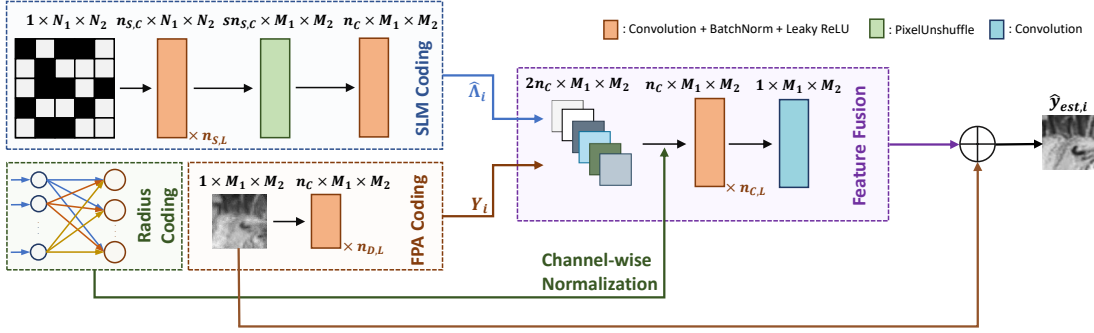 : Convolution + BatchNorm + Leaky ReLU
: PixelUnshuffle
: Convolution
1 × N₁ × N₂
n_{S,C} × N₁ × N₂
sn_{S,C} × M₁ × M₂
n_C × M₁ × M₂
× n_{S,L}
SLM Coding
Λ̂_i
Radius
Coding
1 × M₁ × M₂
n_C × M₁ × M₂
× n_{D,L}
FPA Coding
Y_i
2n_C × M₁ × M₂
n_C × M₁ × M₂
1 × M₁ × M₂
× n_{C,L}
Feature Fusion
Channel-wise
Normalization
ŷ_{est,i}